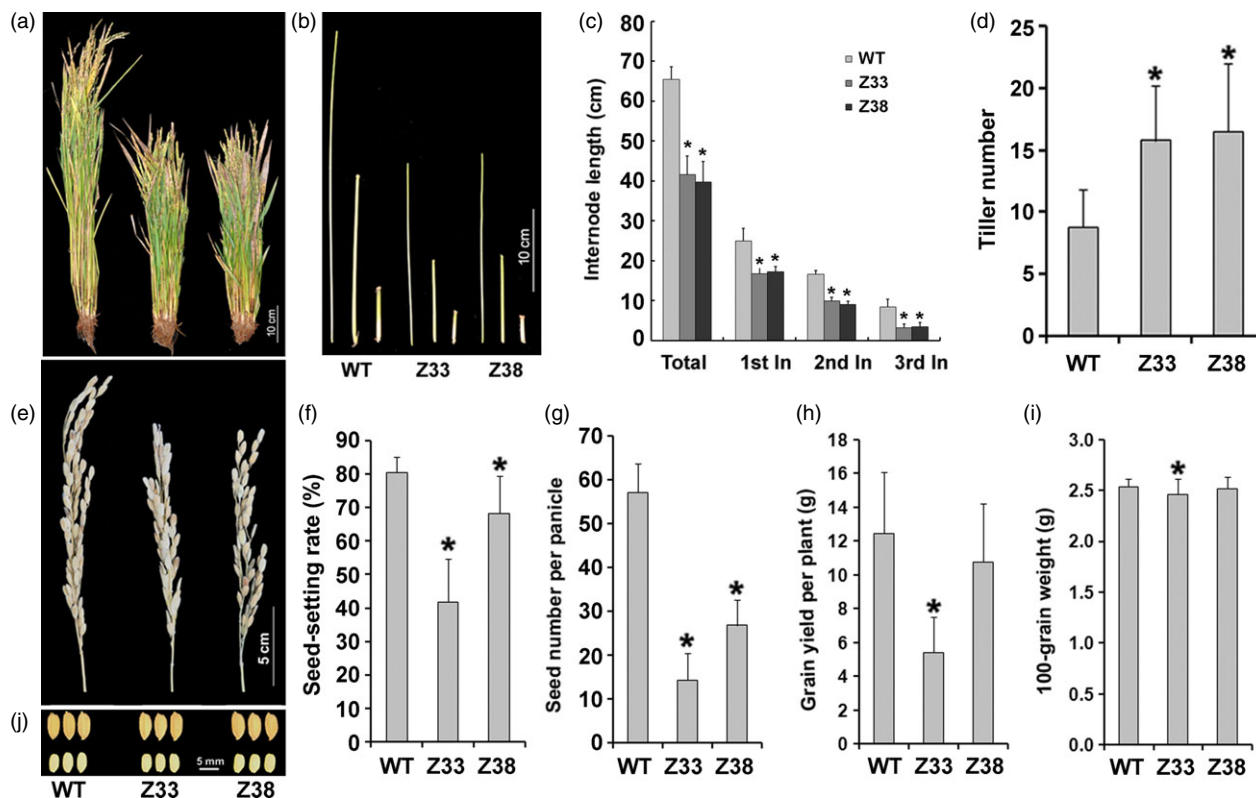 (a)
10 cm
(b)
10 cm
WT Z33 Z38
(c)
Internode length (cm)
70
60
50
40
30
20
10
0
WT
Z33
Z38
* *
* *
* *
* *
Total 1st In 2nd In 3rd In
(d)
Tiller number
25
20
15
10
5
0
* *
WT Z33 Z38
(e)
5 cm
(f)
Seed-setting rate (%)
90
80
70
60
50
40
30
20
10
0
* *
WT Z33 Z38
(g)
Seed number per panicle
70
60
50
40
30
20
10
0
* *
WT Z33 Z38
(h)
Grain yield per plant (g)
18
16
14
12
10
8
6
4
2
0
*
WT Z33 Z38
(i)
100-grain weight (g)
3.0
2.5
2.0
1.5
1.0
0.5
0.0
*
WT Z33 Z38
(j)
5 mm
WT Z33 Z38